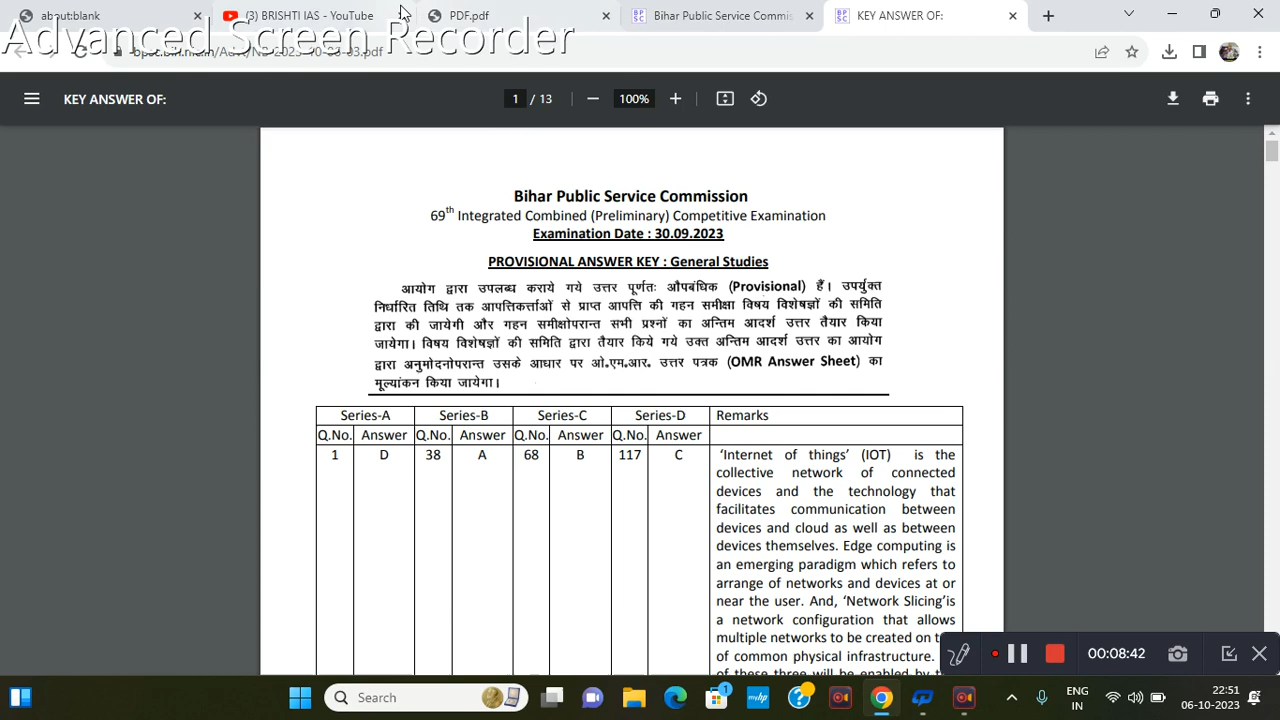 about:blank
(3) BRISHTI IAS - YouTube
PDF.pdf
Bihar Public Service Commis
KEY ANSWER OF:
Advanced Screen Recorder
KEY ANSWER OF:
1 / 13
100%
Bihar Public Service Commission
69th Integrated Combined (Preliminary) Competitive Examination
Examination Date : 30.09.2023
PROVISIONAL ANSWER KEY : General Studies
आयोग द्वारा उपलब्ध कराये गये उत्तर पूर्णतः औपबंधिक (Provisional) हैं। उपर्युक्त
निर्धारित तिथि तक आपत्तिकर्त्ताओं से प्राप्त आपत्ति की गहन समीक्षा विषय विशेषज्ञों की समिति
द्वारा की जायेगी और गहन समीक्षोपरान्त सभी प्रश्नों का अन्तिम आदर्श उत्तर तैयार किया
जायेगा। विषय विशेषज्ञों की समिति द्वारा तैयार किये गये उक्त अन्तिम आदर्श उत्तर का आयोग
द्वारा अनुमोदनोपरान्त उसके आधार पर ओ.एम.आर. उत्तर पत्रक (OMR Answer Sheet) का
मूल्यांकन किया जायेगा।
Series-A Series-B Series-C Series-D Remarks
Q.No. Answer Q.No. Answer Q.No. Answer Q.No. Answer
1 D 38 A 68 B 117 C 'Internet of things' (IOT) is the
collective network of connected
devices and the technology that
facilitates communication between
devices and cloud as well as between
devices themselves. Edge computing is
an emerging paradigm which refers to
arrange of networks and devices at or
near the user. And, 'Network Slicing'is
a network configuration that allows
multiple networks to be created on
of common physical infrastructure.
of these three will be enabled by
00:08:42
Search
myhp
1
ENG
IN
22:51
06-10-2023